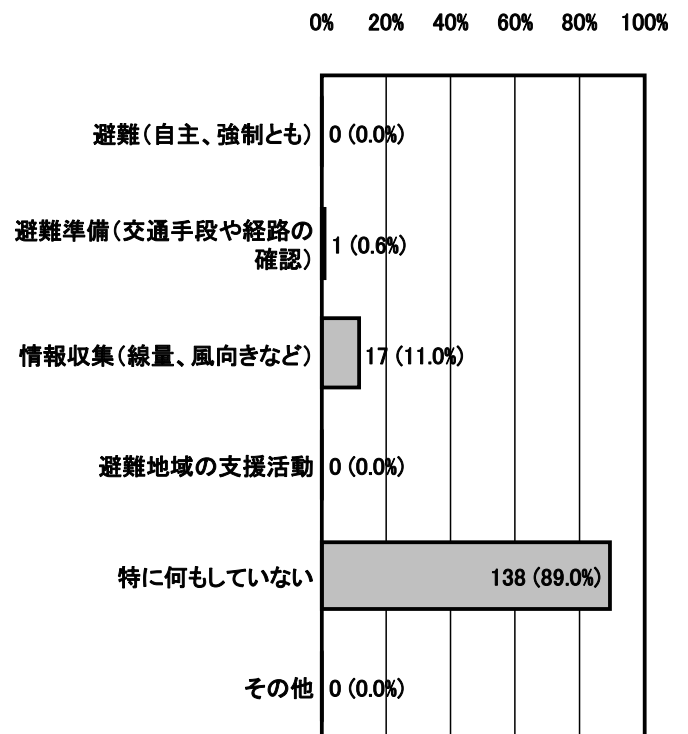 0% 20% 40% 60% 80% 100%
避難(自主、強制とも) 0 (0.0%)
避難準備(交通手段や経路の
確認) 1 (0.6%)
情報収集(線量、風向きなど) 17 (11.0%)
避難地域の支援活動 0 (0.0%)
特に何もしていない 138 (89.0%)
その他 0 (0.0%)